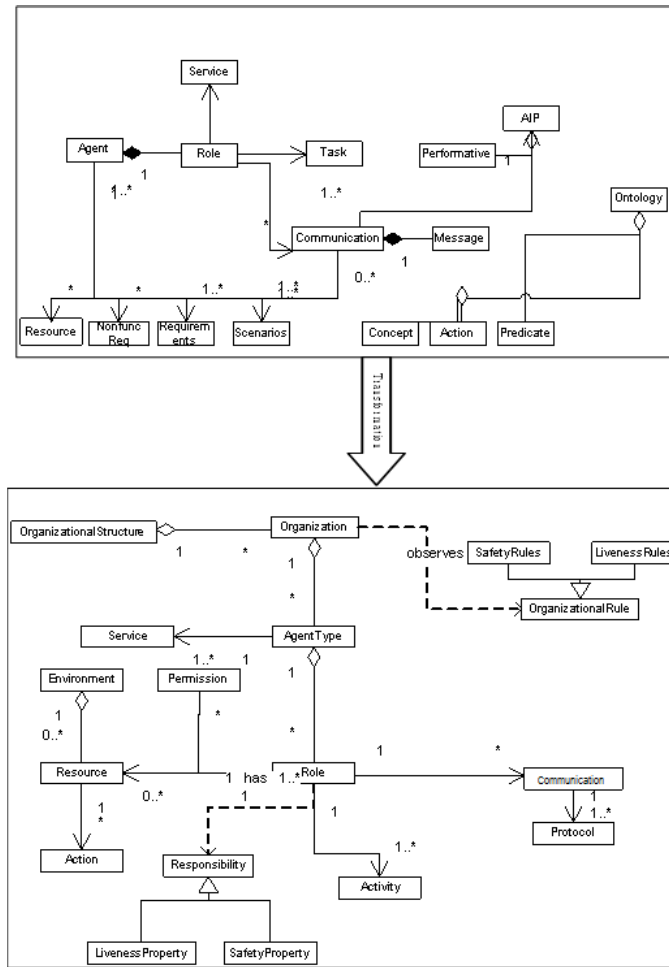 Service
AIP
Agent
1
Role
Task
Performative
1
Ontology
1..*
1
1..*
*
Communication
Message
0..*
1
*
*
1..*
1..*
1..*
Resource
Nonfunc
Req
Requirem
ents
Scenarios
Concept
Action
Predicate
Transformation
OrganizationalStructure
1
*
Organization
observes
SafetyRules
LivenessRules
1
OrganizationalRule
*
Service
AgentType
1..*
1
1
Environment
Permission
1
*
0..*
*
1
*
Resource
1
has
1..*
Role
Communication
0..*
1
1
1
1
*
1..*
Protocol
1..*
Action
Responsibility
Activity
LivenessProperty
SafetyProperty